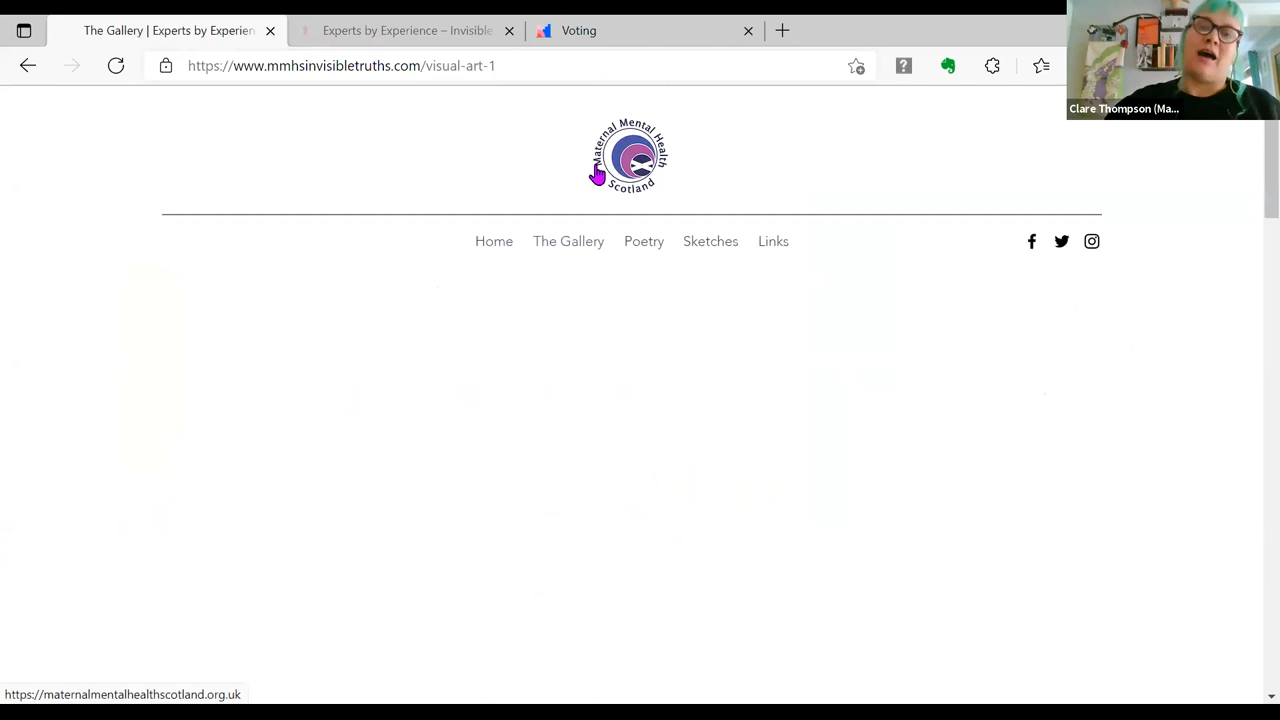 The Gallery | Experts by Experien
Experts by Experience – Invisible
Voting
https://www.mmhsinvisibletruths.com/visual-art-1
Clare Thompson (Ma...
Maternal Mental Health
Scotland
Home The Gallery Poetry Sketches Links
https://maternalmentalhealthscotland.org.uk